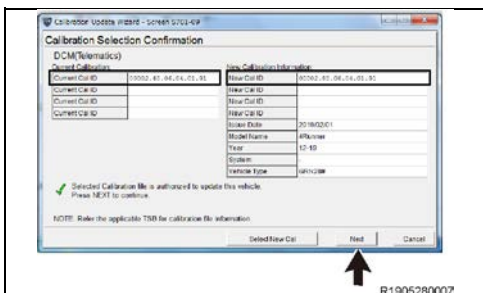 Calibration Update Wizard - Screen S701-09
Calibration Selection Confirmation
DCM(Telematics)
Current Calibration
New Calibration Information
Current Cal ID
New Cal ID
Current Cal ID
New Cal ID
Current Cal ID
New Cal ID
Current Cal ID
New Cal ID
Issue Date
Model Name 4Runner
Year
System
Vehicle Type
Selected Calibration file is authorized to update this vehicle.
Press NEXT to continue.
NOTE: Refer the applicable TSB for calibration file information
Select New Cal Next Cancel
R1905280007